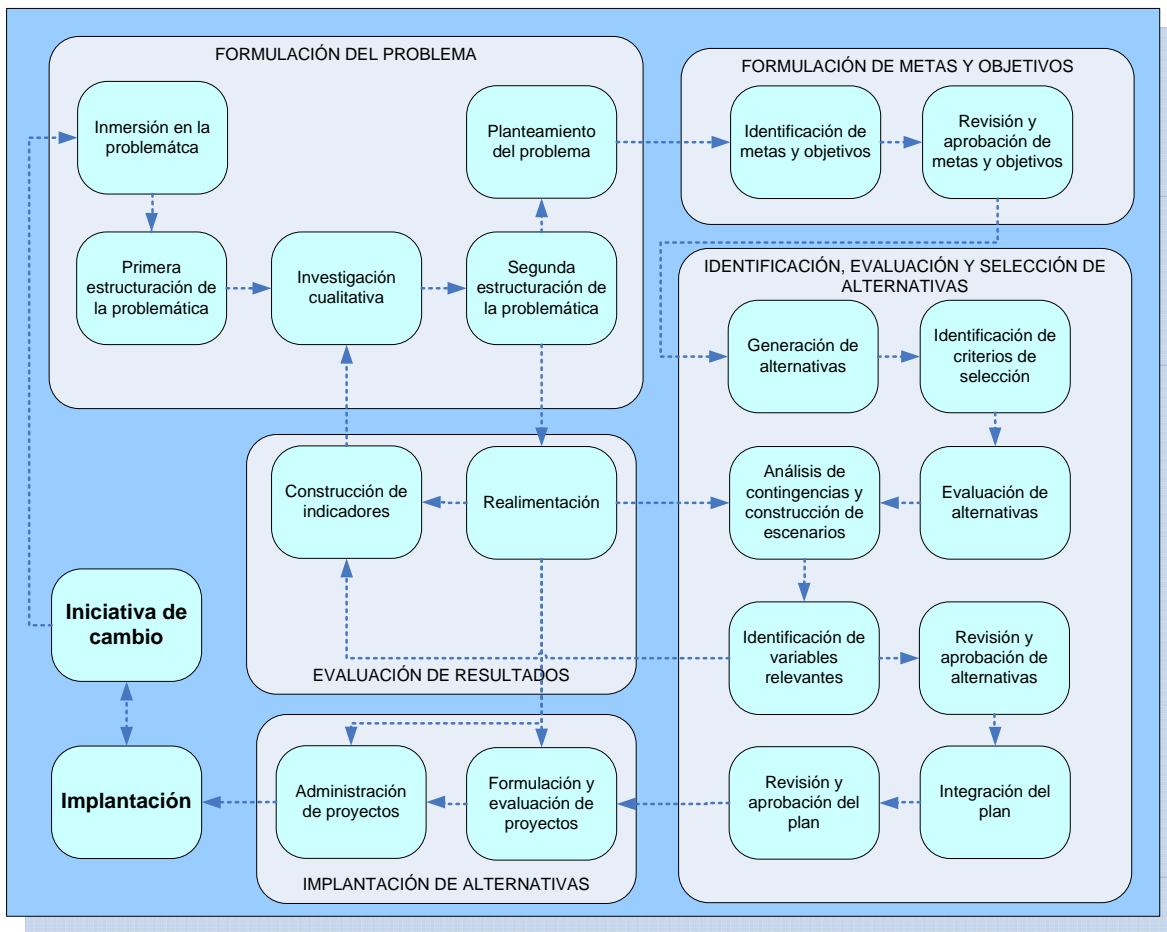 FORMULACIÓN DEL PROBLEMA
Inmersión en la
problemátca
Planteamiento
del problema
Primera
estructuración de
la problemática
Investigación
cualitativa
Segunda
estructuración de
la problemática
FORMULACIÓN DE METAS Y OBJETIVOS
Identificación de
metas y objetivos
Revisión y
aprobación de
metas y objetivos
IDENTIFICACIÓN, EVALUACIÓN Y SELECCIÓN DE
ALTERNATIVAS
Generación de
alternativas
Identificación de
criterios de
selección
Análisis de
contingencias y
construcción de
escenarios
Evaluación de
alternativas
Identificación de
variables
relevantes
Revisión y
aprobación de
alternativas
Revisión y
aprobación del
plan
Integración del
plan
Construcción de
indicadores
Realimentación
EVALUACIÓN DE RESULTADOS
Iniciativa de
cambio
Implantación
Administración
de proyectos
Formulación y
evaluación de
proyectos
IMPLANTACIÓN DE ALTERNATIVAS